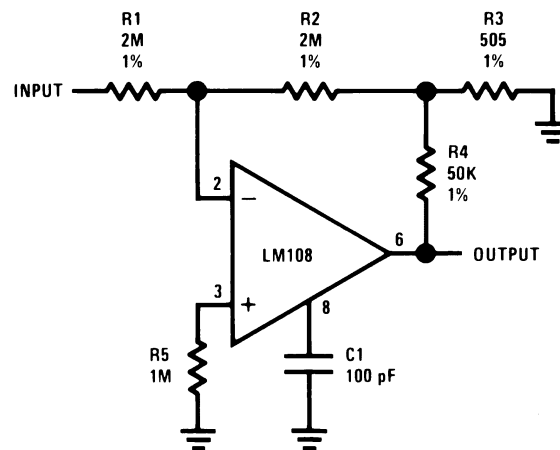 R1
2M
1%
R2
2M
1%
R3
505
1%
INPUT
R4
50K
1%
2
−
LM108
6
OUTPUT
3
+
8
R5
1M
C1
100 pF